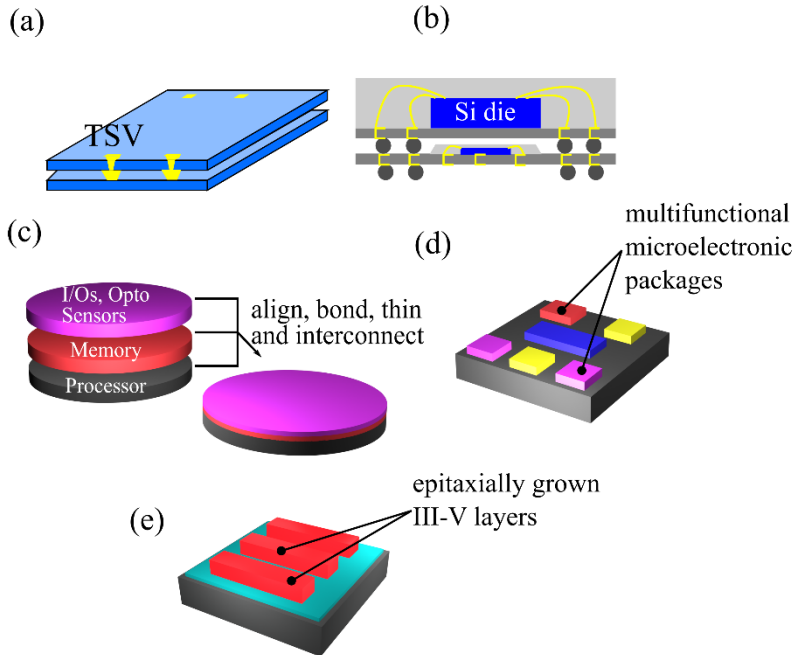 (a)
TSV
(b)
Si die
(c)
I/Os, Opto
Sensors
Memory
Processor
align, bond, thin
and interconnect
(d)
multifunctional
microelectronic
packages
(e)
epitaxially grown
III-V layers